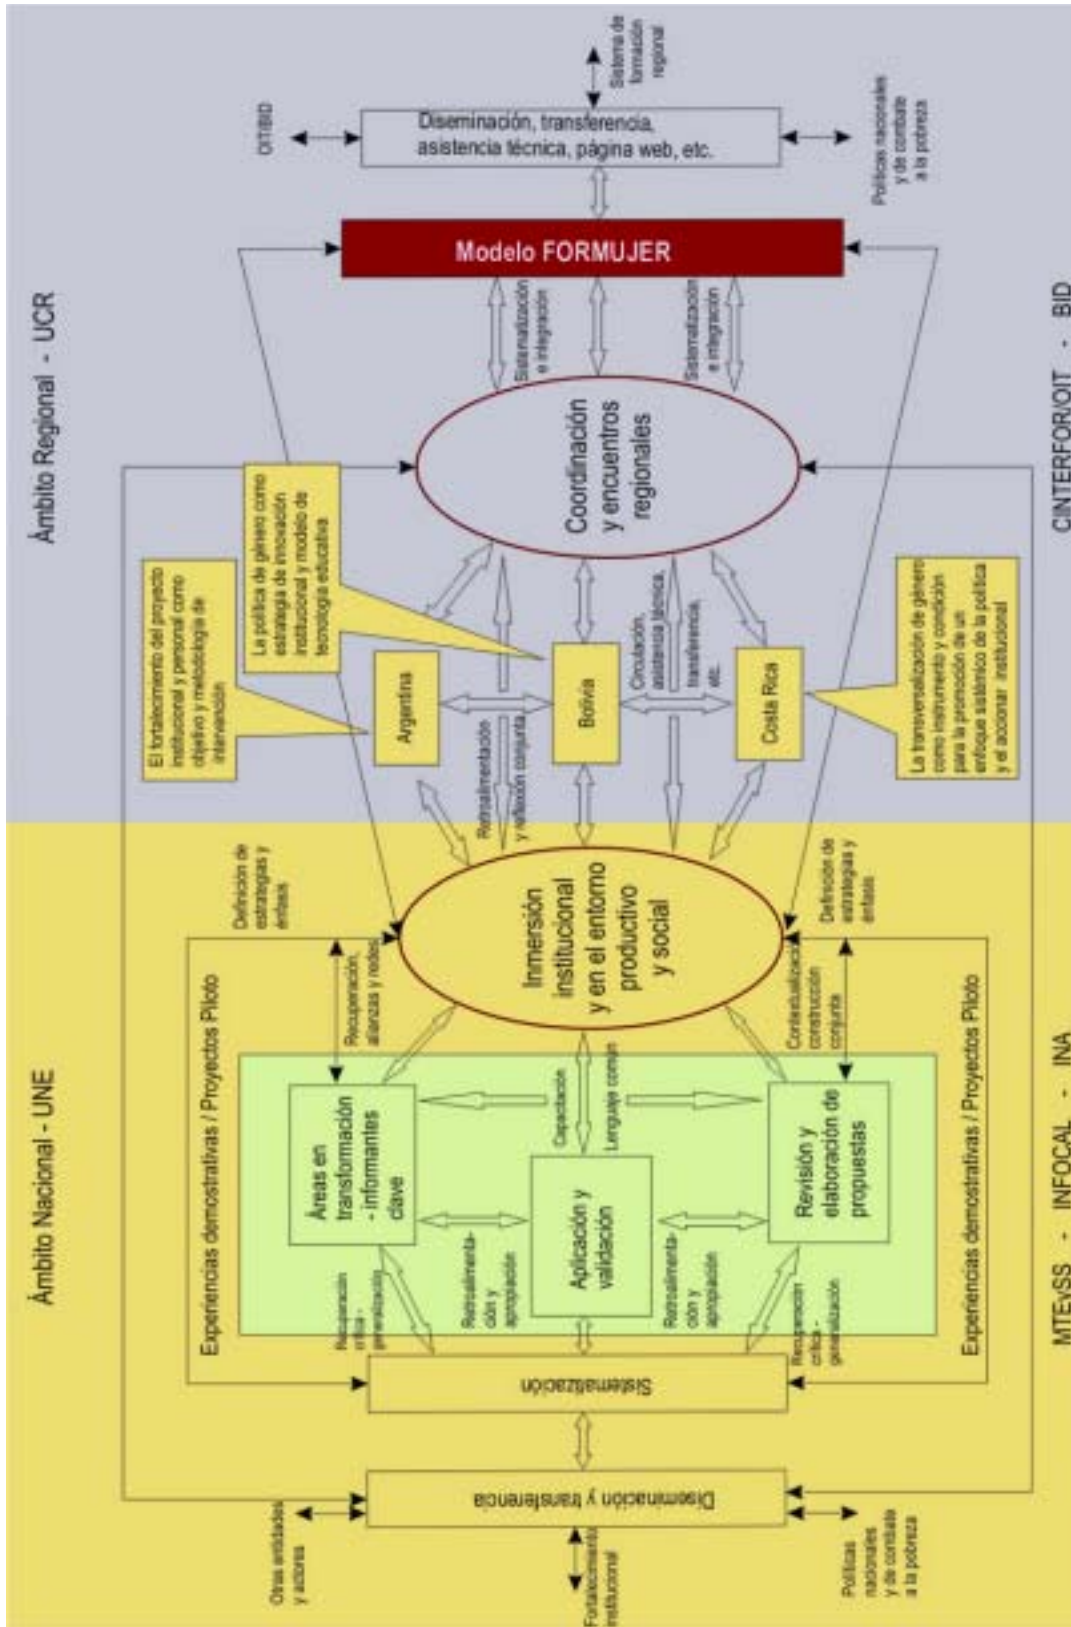 Ámbito Nacional - UNE
Ámbito Regional - UCR
Experiencias demostrativas / Proyectos Piloto
Definición de
estrategias y
énfasis
Recuperación,
alianzas y redes
Otras entidades
y actores
Fortalecimiento
institucional
Políticas
nacionales
y de combate
a la pobreza
Diseminación y transferencia
Sistematización
Recuperación
crítica -
generalización
Áreas en
transformación
- informantes
clave
Retroalimenta-
ción y
apropiación
Capacitación
Aplicación y
validación
Lenguaje común
Retroalimenta-
ción y
apropiación
Recuperación
crítica -
generalización
Revisión y
elaboración de
propuestas
Contextualización
construcción
conjunta
Definición de
estrategias y
énfasis
Experiencias demostrativas / Proyectos Piloto
Inmersión
institucional
y en el entorno
productivo
y social
El fortalecimiento del proyecto
institucional y personal como
objetivo y metodología de
intervención
La política de género como
estrategia de innovación
institucional y modelo de
tecnología educativa
Argentina
Retroalimentación
y reflexión conjunta
Bolivia
Circulación,
asistencia técnica,
transferencia,
etc.
Costa Rica
La transversalización de género
como instrumento y condición
para la promoción de un
enfoque sistémico de la política
y el accionar institucional
Coordinación
y encuentros
regionales
Sistematización
e integración
Sistematización
e integración
Modelo FORMUJER
OIT/BID
Diseminación, transferencia,
asistencia técnica, página web, etc.
Sistema de
formación
regional
Políticas nacionales
y de combate
a la pobreza
MTEySS - INFOCAL - INA
CINTERFOR/OIT - BID